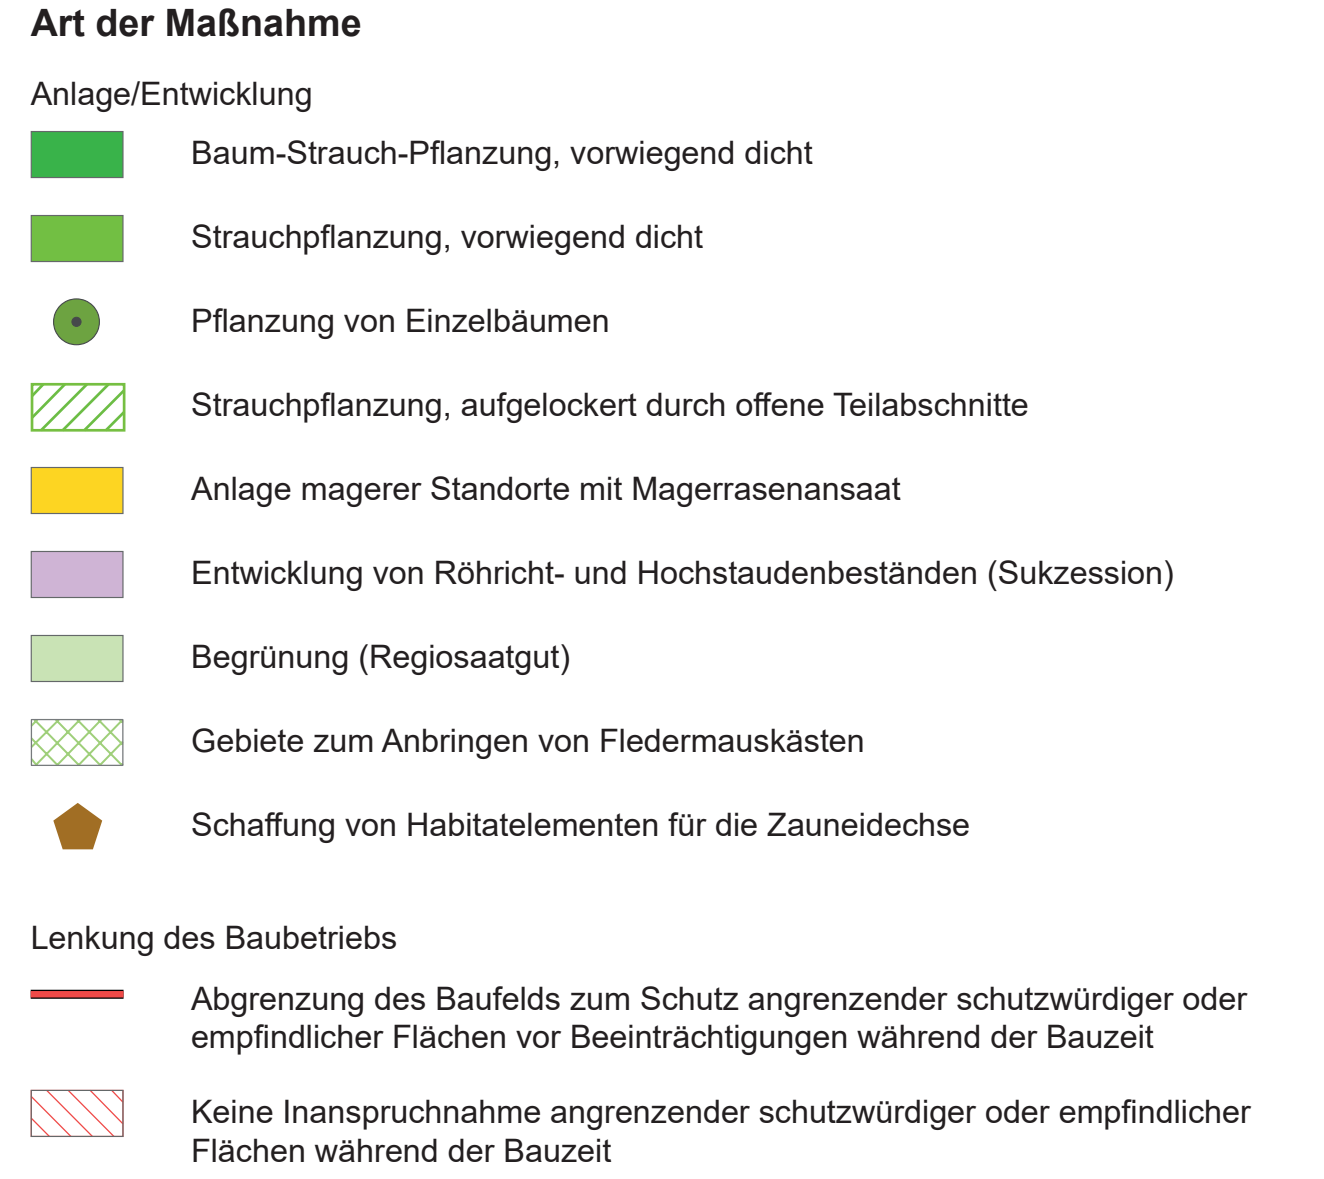 Art der Maßnahme
Anlage/Entwicklung
Baum-Strauch-Pflanzung, vorwiegend dicht
Strauchpflanzung, vorwiegend dicht
Pflanzung von Einzelbäumen
Strauchpflanzung, aufgelockert durch offene Teilabschnitte
Anlage magerer Standorte mit Magerrasenansaat
Entwicklung von Röhricht- und Hochstaudenbeständen (Sukzession)
Begrünung (Regiosaatgut)
Gebiete zum Anbringen von Fledermauskästen
Schaffung von Habitatelementen für die Zauneidechse
Lenkung des Baubetriebs
Abgrenzung des Baufelds zum Schutz angrenzender schutzwürdiger oder
empfindlicher Flächen vor Beeinträchtigungen während der Bauzeit
Keine Inanspruchnahme angrenzender schutzwürdiger oder empfindlicher
Flächen während der Bauzeit